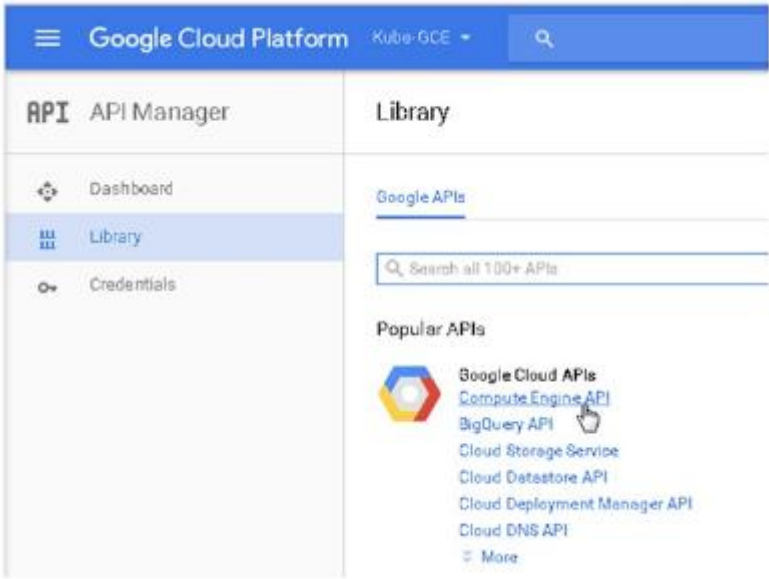 Google Cloud Platform Kube-GCE
API API Manager
Library
Dashboard
Library
Credentials
Google APIs
Search all 100+ APIs
Popular APIs
Google Cloud APIs
Compute Engine API
BigQuery API
Cloud Storage Service
Cloud Datastore API
Cloud Deployment Manager API
Cloud DNS API
More